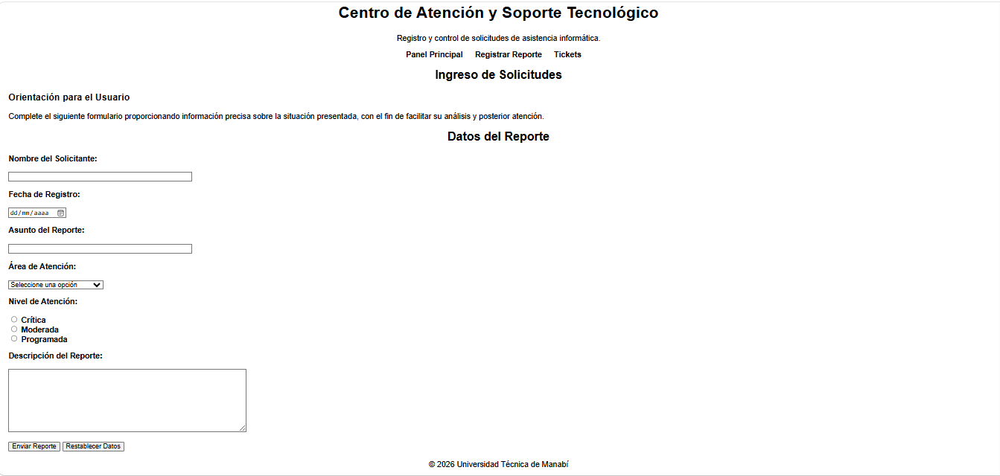 Centro de Atención y Soporte Tecnológico
Registro y control de solicitudes de asistencia informática.
Panel Principal Registrar Reporte Tickets
Ingreso de Solicitudes
Orientación para el Usuario
Complete el siguiente formulario proporcionando información precisa sobre la situación presentada, con el fin de facilitar su análisis y posterior atención.
Datos del Reporte
Nombre del Solicitante:
Fecha de Registro:
dd/mm/aaaa
Asunto del Reporte:
Área de Atención:
Seleccione una opción
Nivel de Atención:
Crítica
Moderada
Programada
Descripción del Reporte:
Enviar Reporte Restablecer Datos
© 2026 Universidad Técnica de Manabí